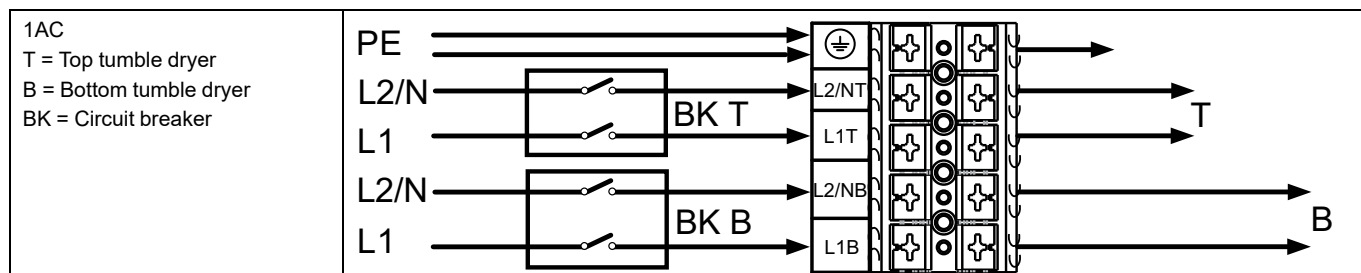 1AC
T = Top tumble dryer
B = Bottom tumble dryer
BK = Circuit breaker
PE
L2/N
BK T
L2/NT
T
L1
L1T
L2/N
BK B
L2/NB
B
L1
L1B